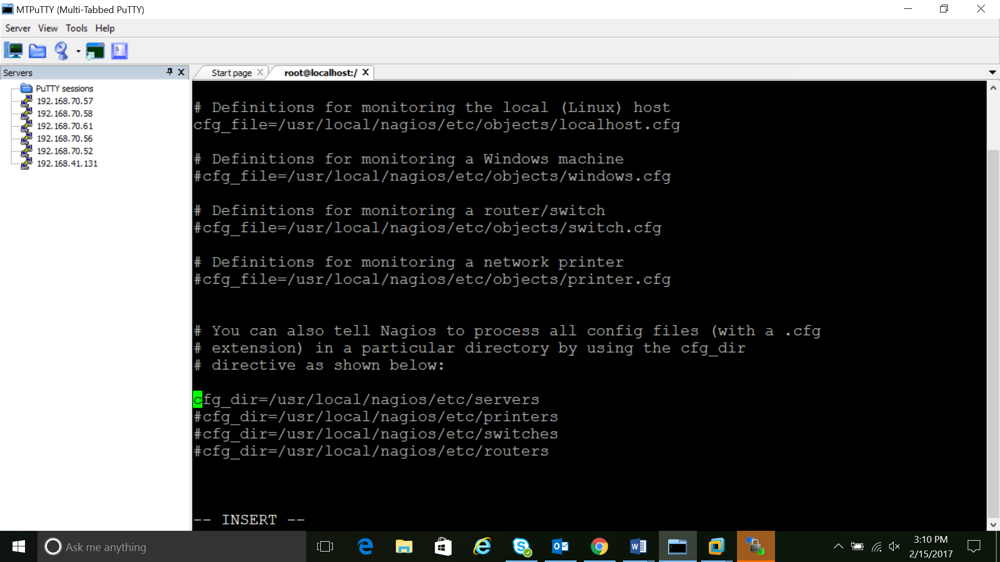 MTPuTTY (Multi-Tabbed PuTTY)
Server View Tools Help
Servers
Start page
root@localhost:/
PuTTY sessions
192.168.70.57
192.168.70.58
192.168.70.61
192.168.70.56
192.168.70.52
192.168.41.131
# Definitions for monitoring the local (Linux) host
cfg_file=/usr/local/nagios/etc/objects/localhost.cfg
# Definitions for monitoring a Windows machine
#cfg_file=/usr/local/nagios/etc/objects/windows.cfg
# Definitions for monitoring a router/switch
#cfg_file=/usr/local/nagios/etc/objects/switch.cfg
# Definitions for monitoring a network printer
#cfg_file=/usr/local/nagios/etc/objects/printer.cfg
# You can also tell Nagios to process all config files (with a .cfg
# extension) in a particular directory by using the cfg_dir
# directive as shown below:
cfg_dir=/usr/local/nagios/etc/servers
#cfg_dir=/usr/local/nagios/etc/printers
#cfg_dir=/usr/local/nagios/etc/switches
#cfg_dir=/usr/local/nagios/etc/routers
-- INSERT --
Ask me anything
3:10 PM
2/15/2017